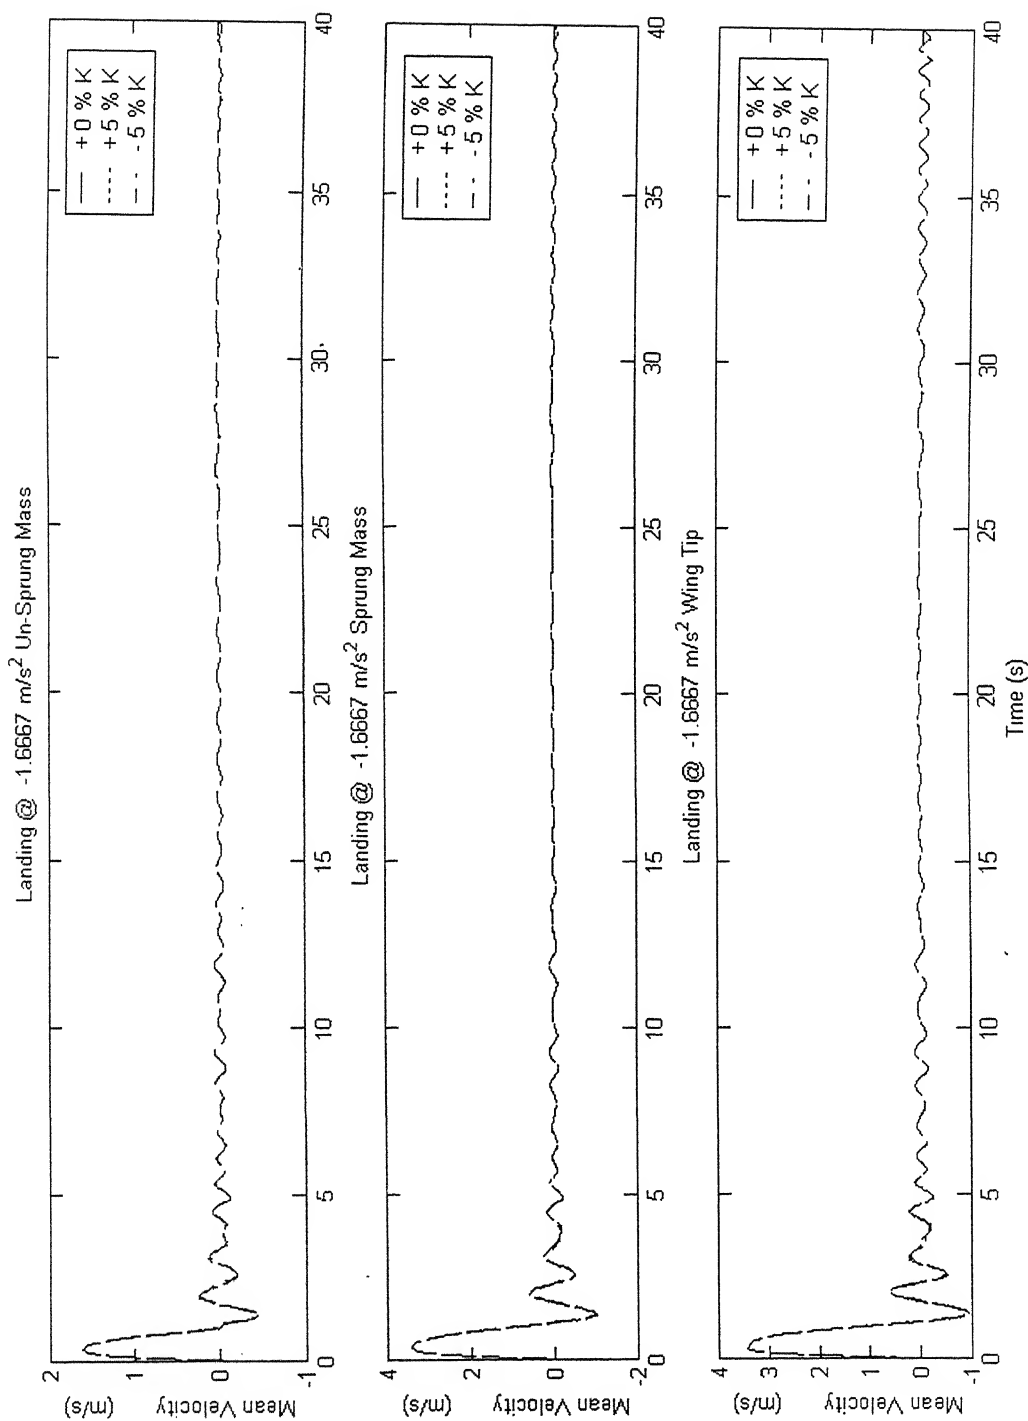 Landing @ -1.6667 m/s² Un-Sprung Mass
+0 % K
+5 % K
-5 % K
Mean Velocity
(m/s)
2
1
0
-1
0
5
10
15
20
25
30
35
40
Landing @ -1.6667 m/s² Sprung Mass
+0 % K
+5 % K
-5 % K
Mean Velocity
(m/s)
4
2
0
-2
0
5
10
15
20
25
30
35
40
Landing @ -1.6667 m/s² Wing Tip
+0 % K
+5 % K
-5 % K
Mean Velocity
(m/s)
4
3
2
1
0
-1
0
5
10
15
20
25
30
35
40
Time (s)